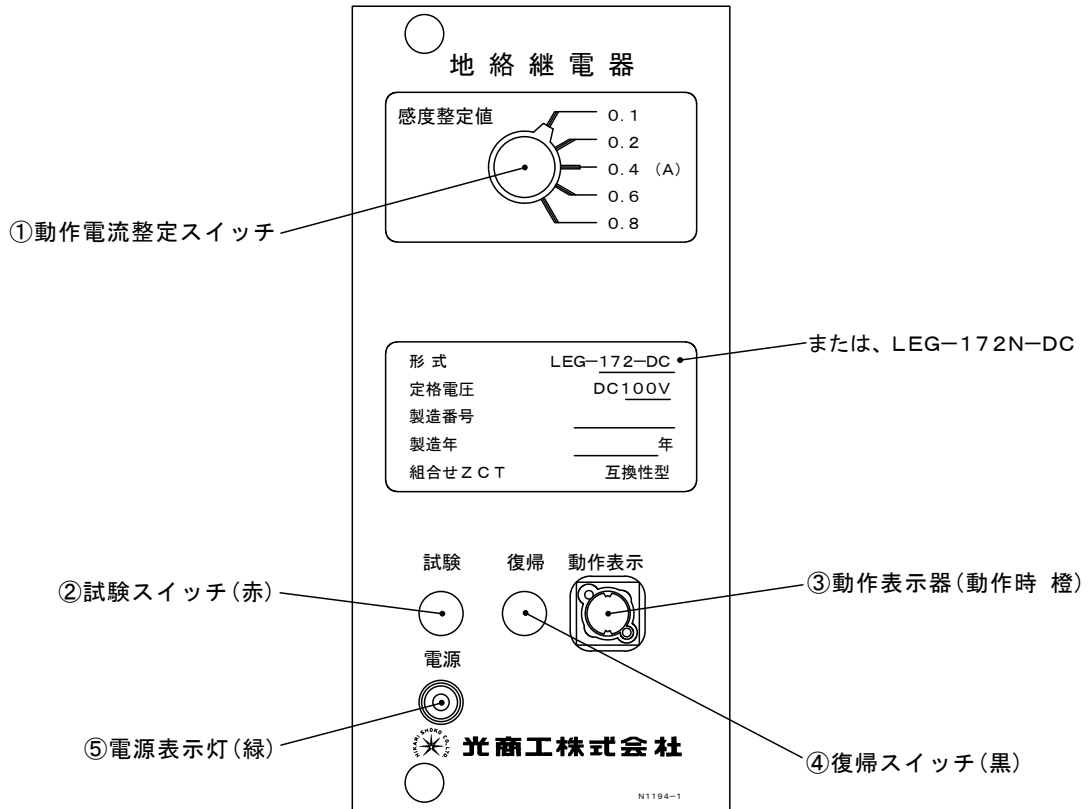 地絡継電器
感度整定値
0.1
0.2
0.4 (A)
0.6
0.8
①動作電流整定スイッチ
形式 LEG-172-DC
または、LEG-172N-DC
定格電圧 DC100V
製造番号
製造年 年
組合せZCT 互換性型
試験 復帰 動作表示
②試験スイッチ(赤)
③動作表示器(動作時 橙)
電源
⑤電源表示灯(緑)
HIKARI SHOKO CO.,LTD.
光商工株式会社
④復帰スイッチ(黒)
N1194-1